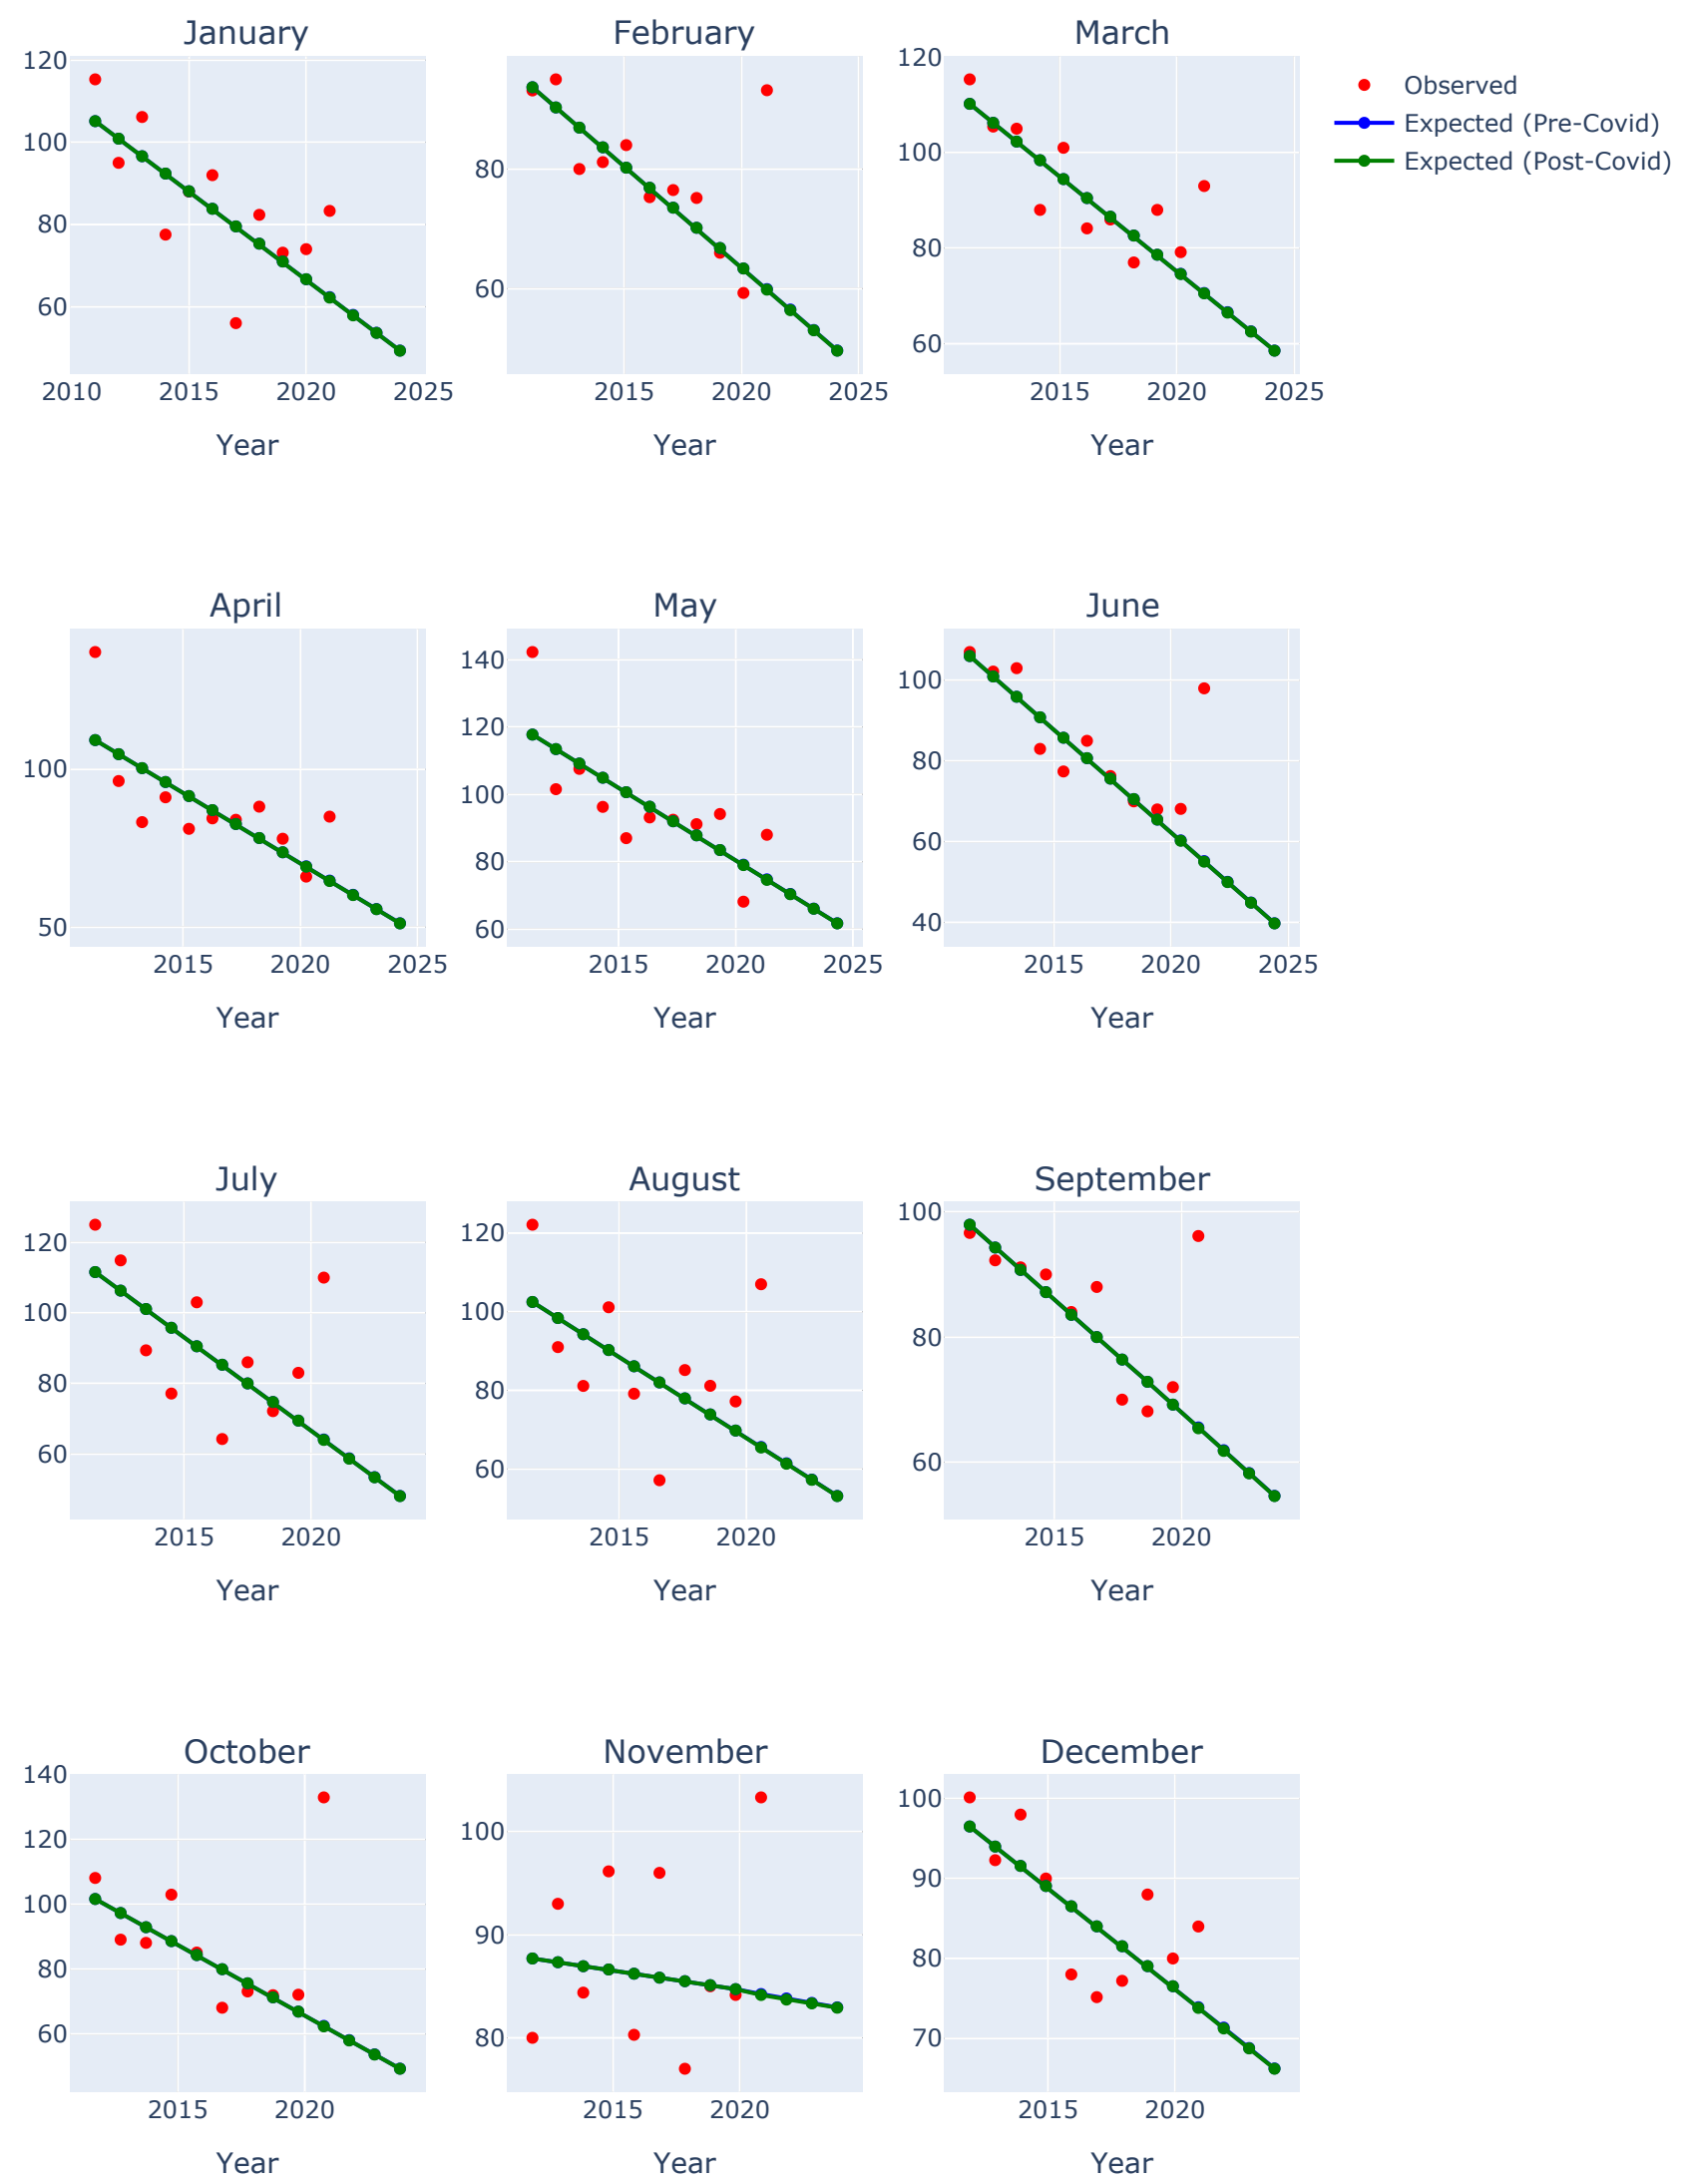 January
February
March
120
100
80
60
2010
2015
2020
2025
Year
80
60
2015
2020
2025
Year
120
100
80
60
2015
2020
2025
Year
Observed
Expected (Pre-Covid)
Expected (Post-Covid)
April
May
June
100
50
2015
2020
2025
Year
140
120
100
80
60
2015
2020
2025
Year
100
80
60
40
2015
2020
2025
Year
July
August
September
120
100
80
60
2015
2020
Year
120
100
80
60
2015
2020
Year
100
80
60
2015
2020
Year
October
November
December
140
120
100
80
60
2015
2020
Year
100
90
80
2015
2020
Year
100
90
80
70
2015
2020
Year